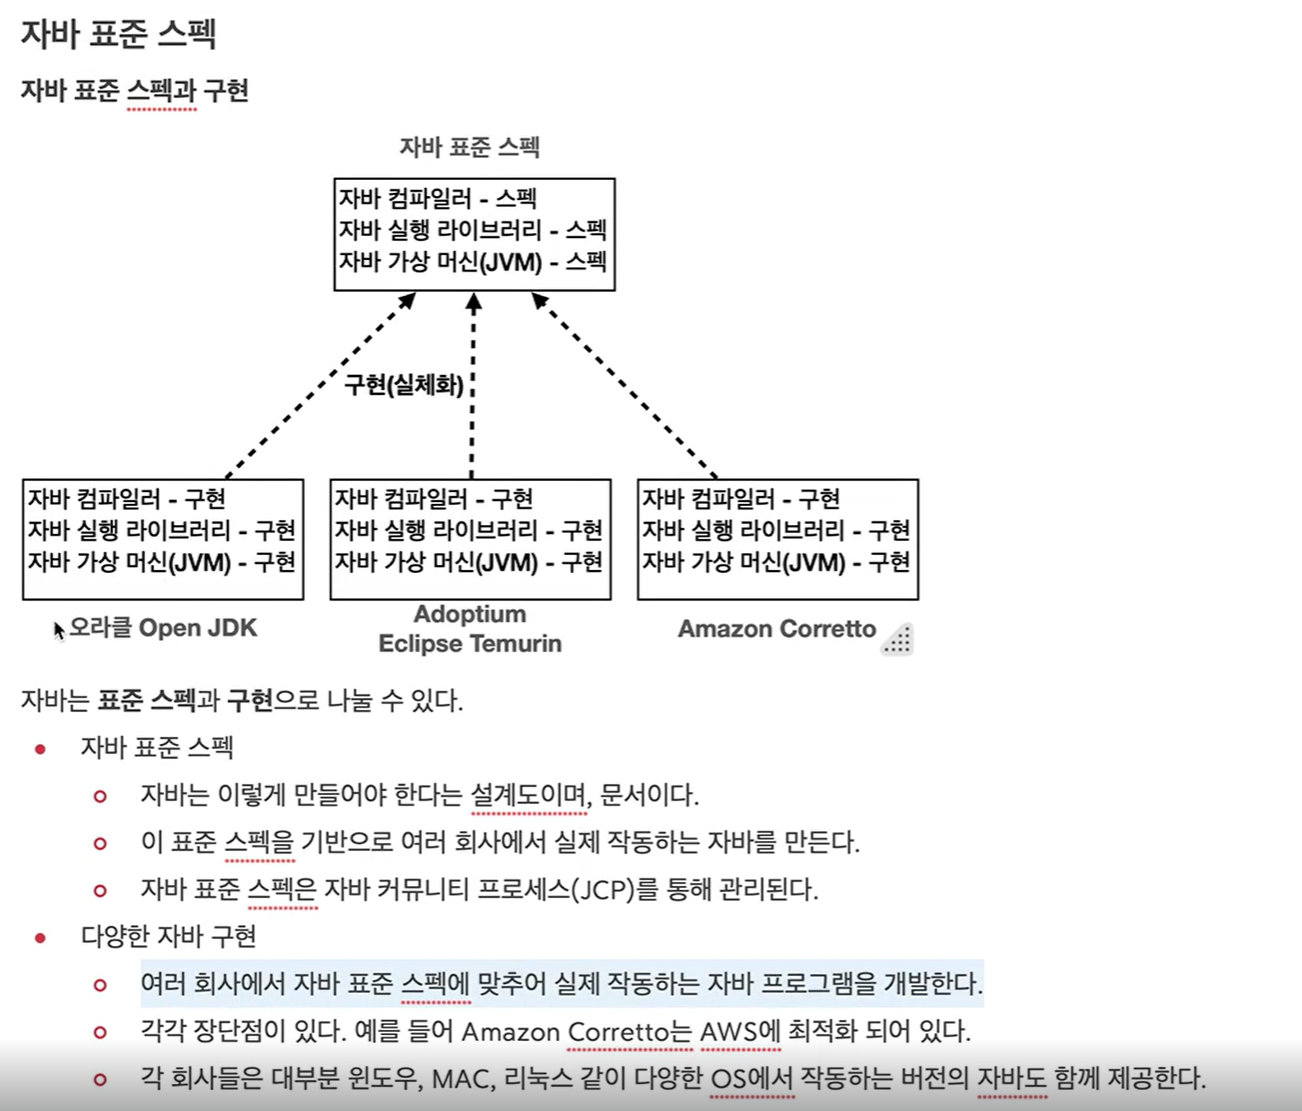 자바 표준 스펙
자바 표준 스펙과 구현
자바 표준 스펙
자바 컴파일러 - 스펙
자바 실행 라이브러리 - 스펙
자바 가상 머신(JVM) - 스펙
구현(실체화)
자바 컴파일러 - 구현
자바 실행 라이브러리 - 구현
자바 가상 머신(JVM) - 구현
오라클 Open JDK
자바 컴파일러 - 구현
자바 실행 라이브러리 - 구현
자바 가상 머신(JVM) - 구현
Adoptium
Eclipse Temurin
자바 컴파일러 - 구현
자바 실행 라이브러리 - 구현
자바 가상 머신(JVM) - 구현
Amazon Corretto
자바는 표준 스펙과 구현으로 나눌 수 있다.
자바 표준 스펙
자바는 이렇게 만들어야 한다는 설계도이며, 문서이다.
이 표준 스펙을 기반으로 여러 회사에서 실제 작동하는 자바를 만든다.
자바 표준 스펙은 자바 커뮤니티 프로세스(JCP)를 통해 관리된다.
다양한 자바 구현
여러 회사에서 자바 표준 스펙에 맞추어 실제 작동하는 자바 프로그램을 개발한다.
각각 장단점이 있다. 예를 들어 Amazon Corretto는 AWS에 최적화 되어 있다.
각 회사들은 대부분 윈도우, MAC, 리눅스 같이 다양한 OS에서 작동하는 버전의 자바도 함께 제공한다.